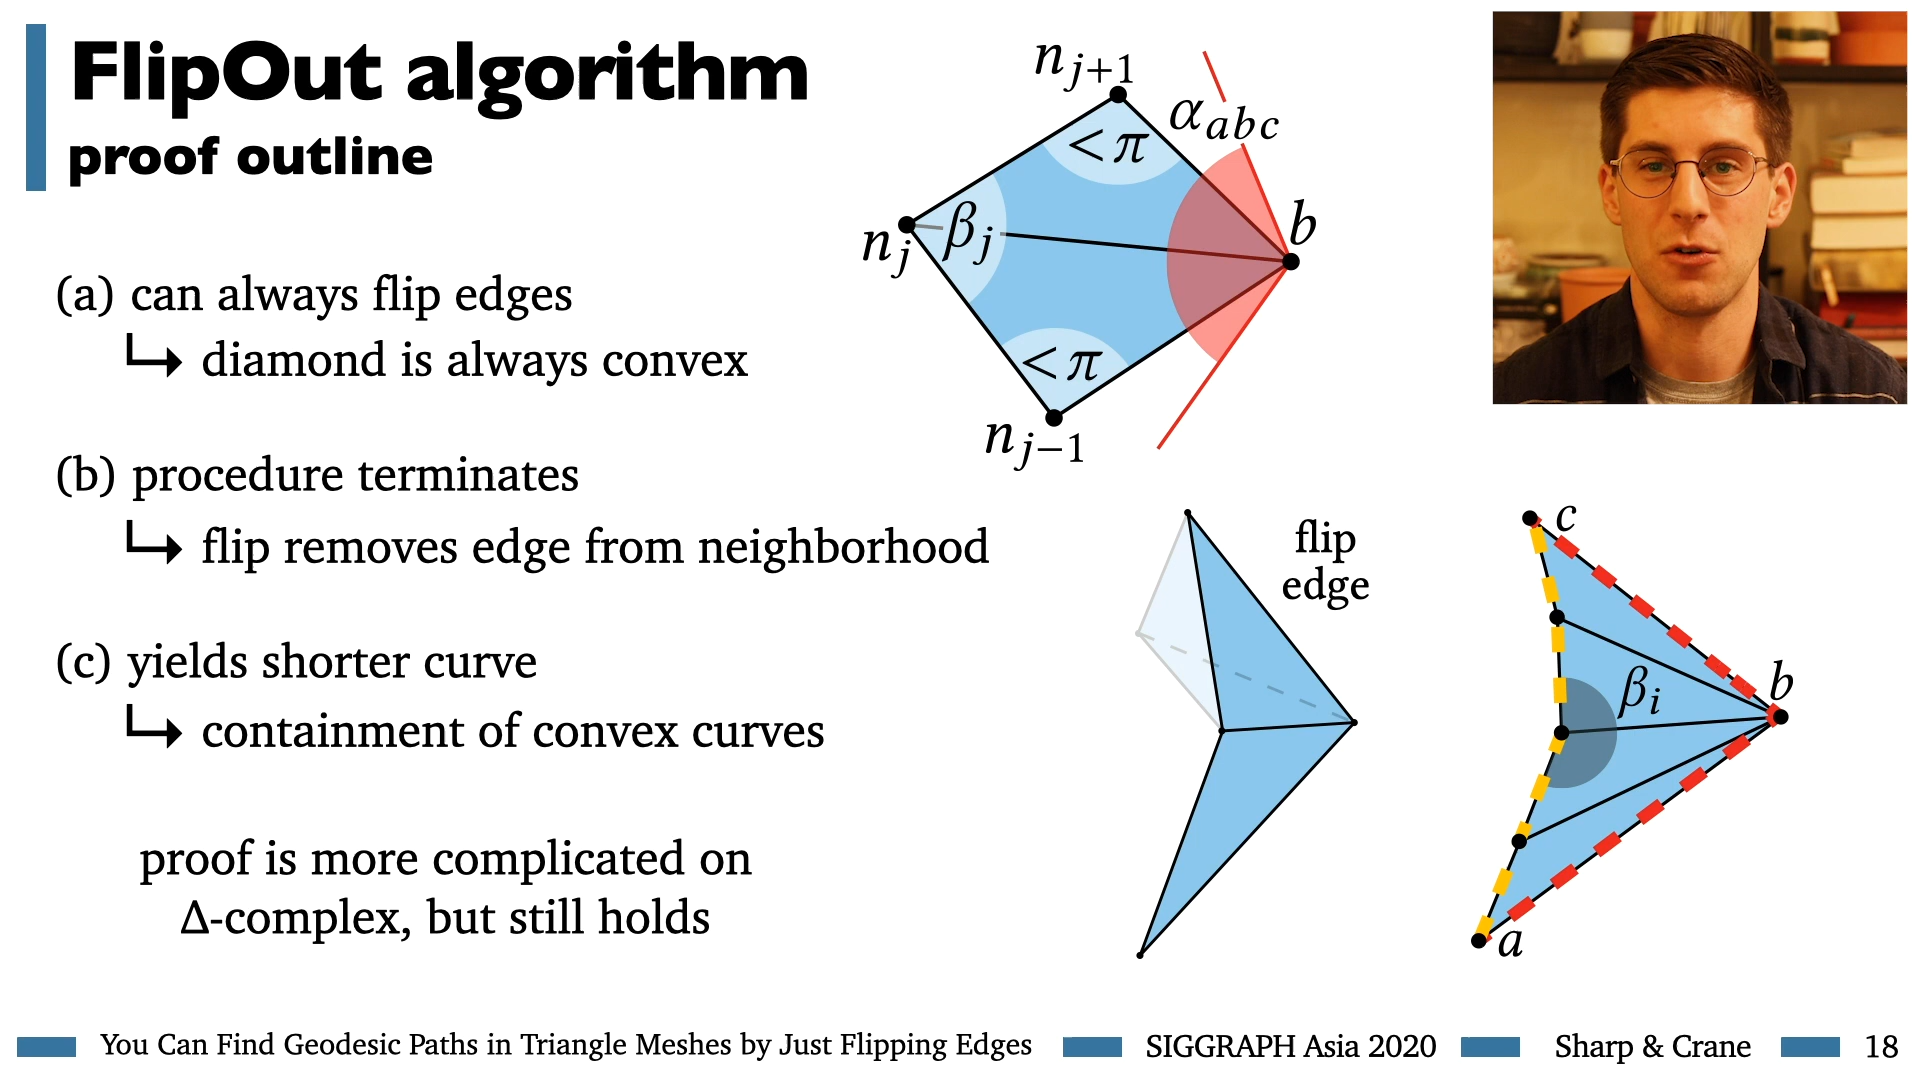 FlipOut algorithm
proof outline
(a) can always flip edges
diamond is always convex
(b) procedure terminates
flip removes edge from neighborhood
(c) yields shorter curve
containment of convex curves
proof is more complicated on
Δ-complex, but still holds
n_{j+1}
α_{abc}
< π
b
β_j
n_j
< π
n_{j−1}
flip
edge
c
β_i
b
a
You Can Find Geodesic Paths in Triangle Meshes by Just Flipping Edges
SIGGRAPH Asia 2020
Sharp & Crane
18